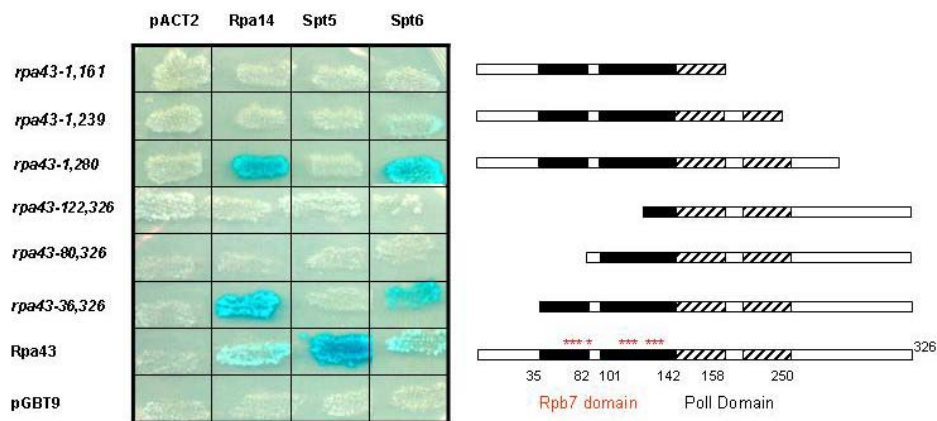 pACT2 Rpa14 Spt5 Spt6
rpa43-1,161
rpa43-1,239
rpa43-1,280
rpa43-122,326
rpa43-80,326
rpa43-36,326
Rpa43
*** * *** ***
326
pGBT9
35 82 101 142 158 250
Rpb7 domain PolI Domain